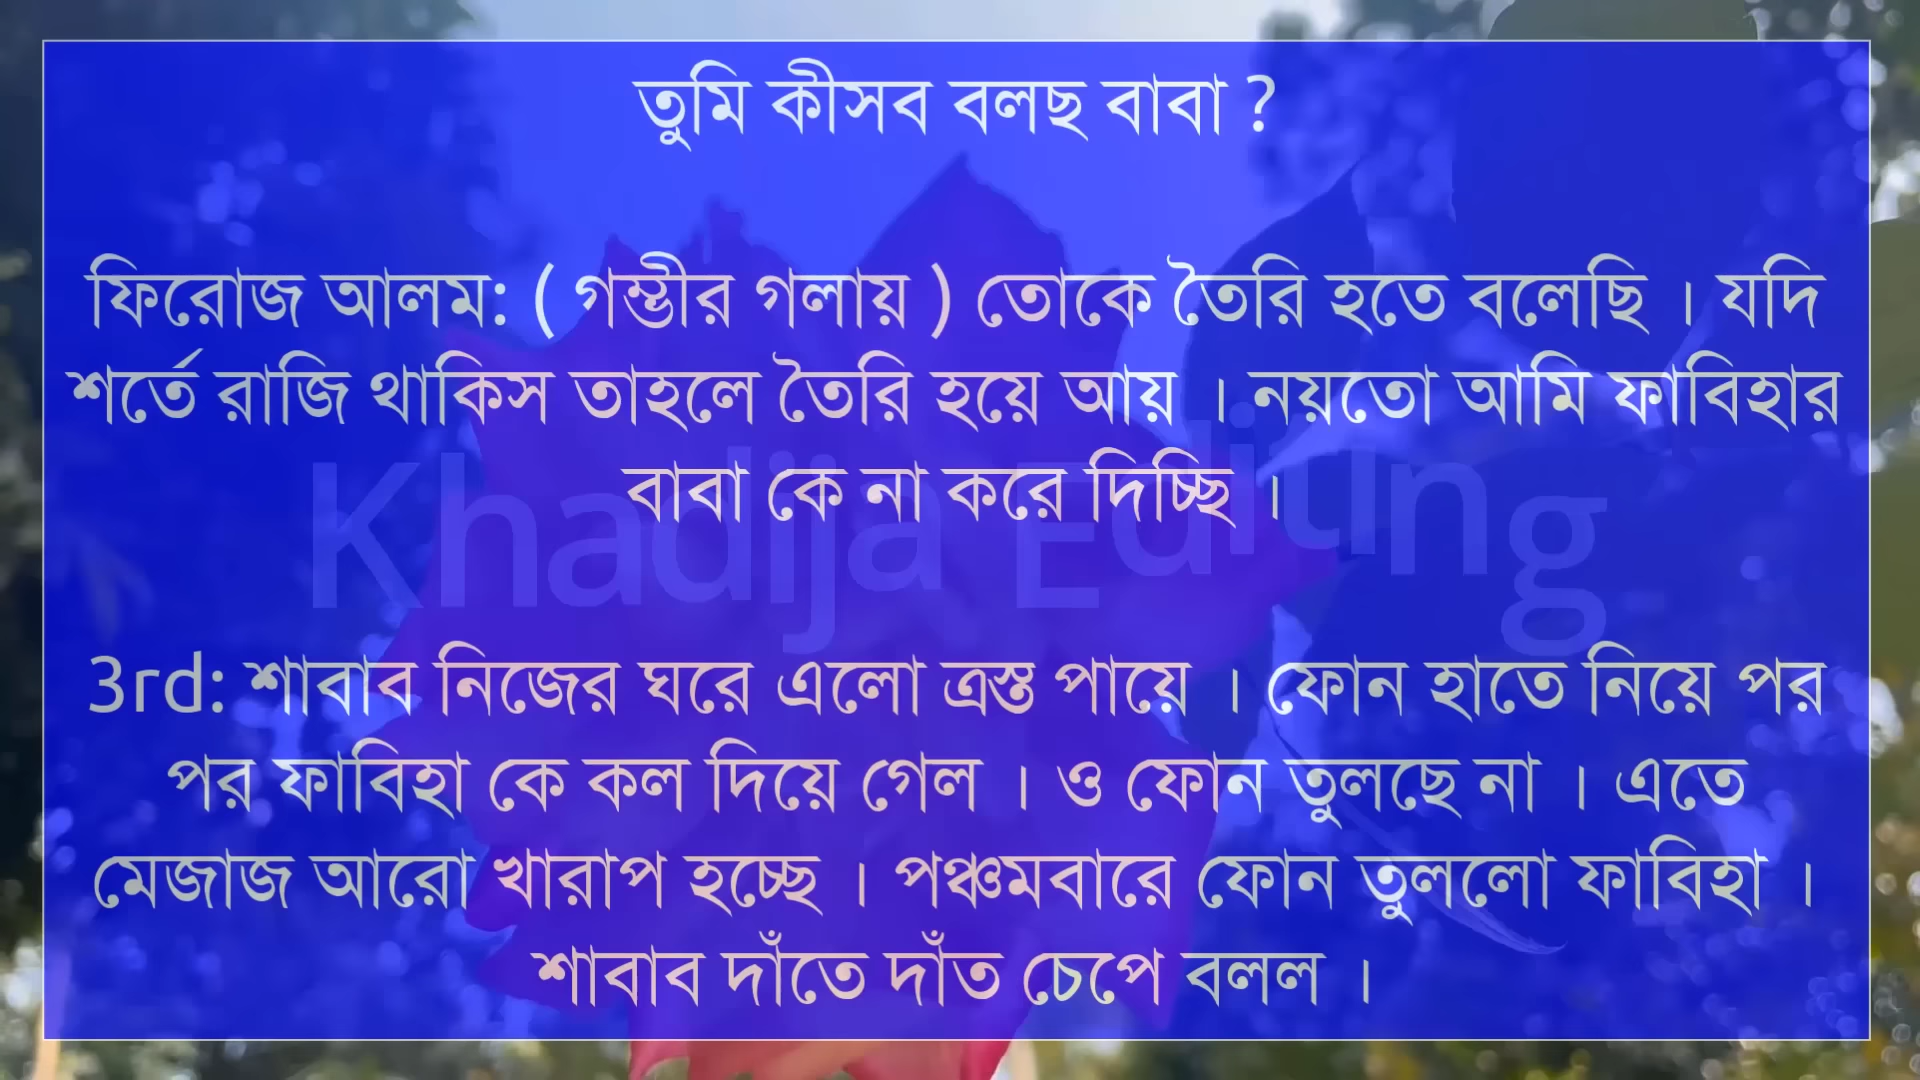 তুমি কীসব বলছ বাবা ?
ফিরোজ আলম: ( গম্ভীর গলায় ) তোকে তৈরি হতে বলেছি । যদি
শর্তে রাজি থাকিস তাহলে তৈরি হয়ে আয় । নয়তো আমি ফাবিহার
বাবা কে না করে দিচ্ছি ।
Khadija Editing
3rd: শাবাব নিজের ঘরে এলো ত্রস্ত পায়ে । ফোন হাতে নিয়ে পর
পর ফাবিহা কে কল দিয়ে গেল । ও ফোন তুলছে না । এতে
মেজাজ আরো খারাপ হচ্ছে । পঞ্চমবারে ফোন তুললো ফাবিহা ।
শাবাব দাঁতে দাঁত চেপে বলল ।